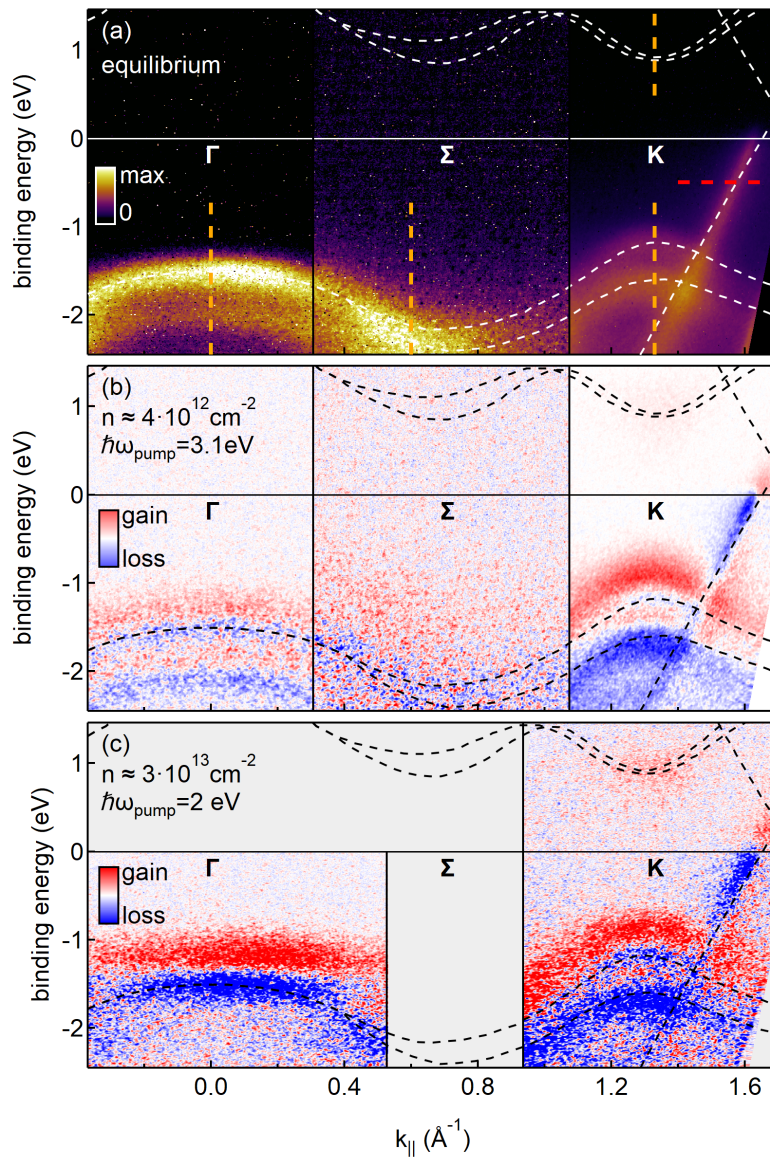 (a)
equilibrium
1
0
-1
-2
binding energy (eV)
Γ
Σ
K
max
0
(b)
n ≈ 4·10¹²cm⁻²
ℏω_pump=3.1eV
1
0
-1
-2
binding energy (eV)
Γ
Σ
K
gain
loss
(c)
n ≈ 3·10¹³cm⁻²
ℏω_pump=2 eV
1
0
-1
-2
binding energy (eV)
Γ
Σ
K
gain
loss
0.0
0.4
0.8
1.2
1.6
k_|| (Å⁻¹)